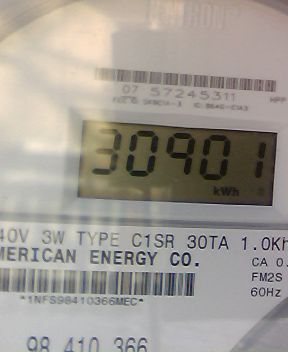 07 57245311
30901
kWh
40V 3W TYPE C1SR 30TA 1.0Kh
MERICAN ENERGY CO.
CA 0.
FM2S
60Hz
*1NFS98410366MEC*
98 410 366